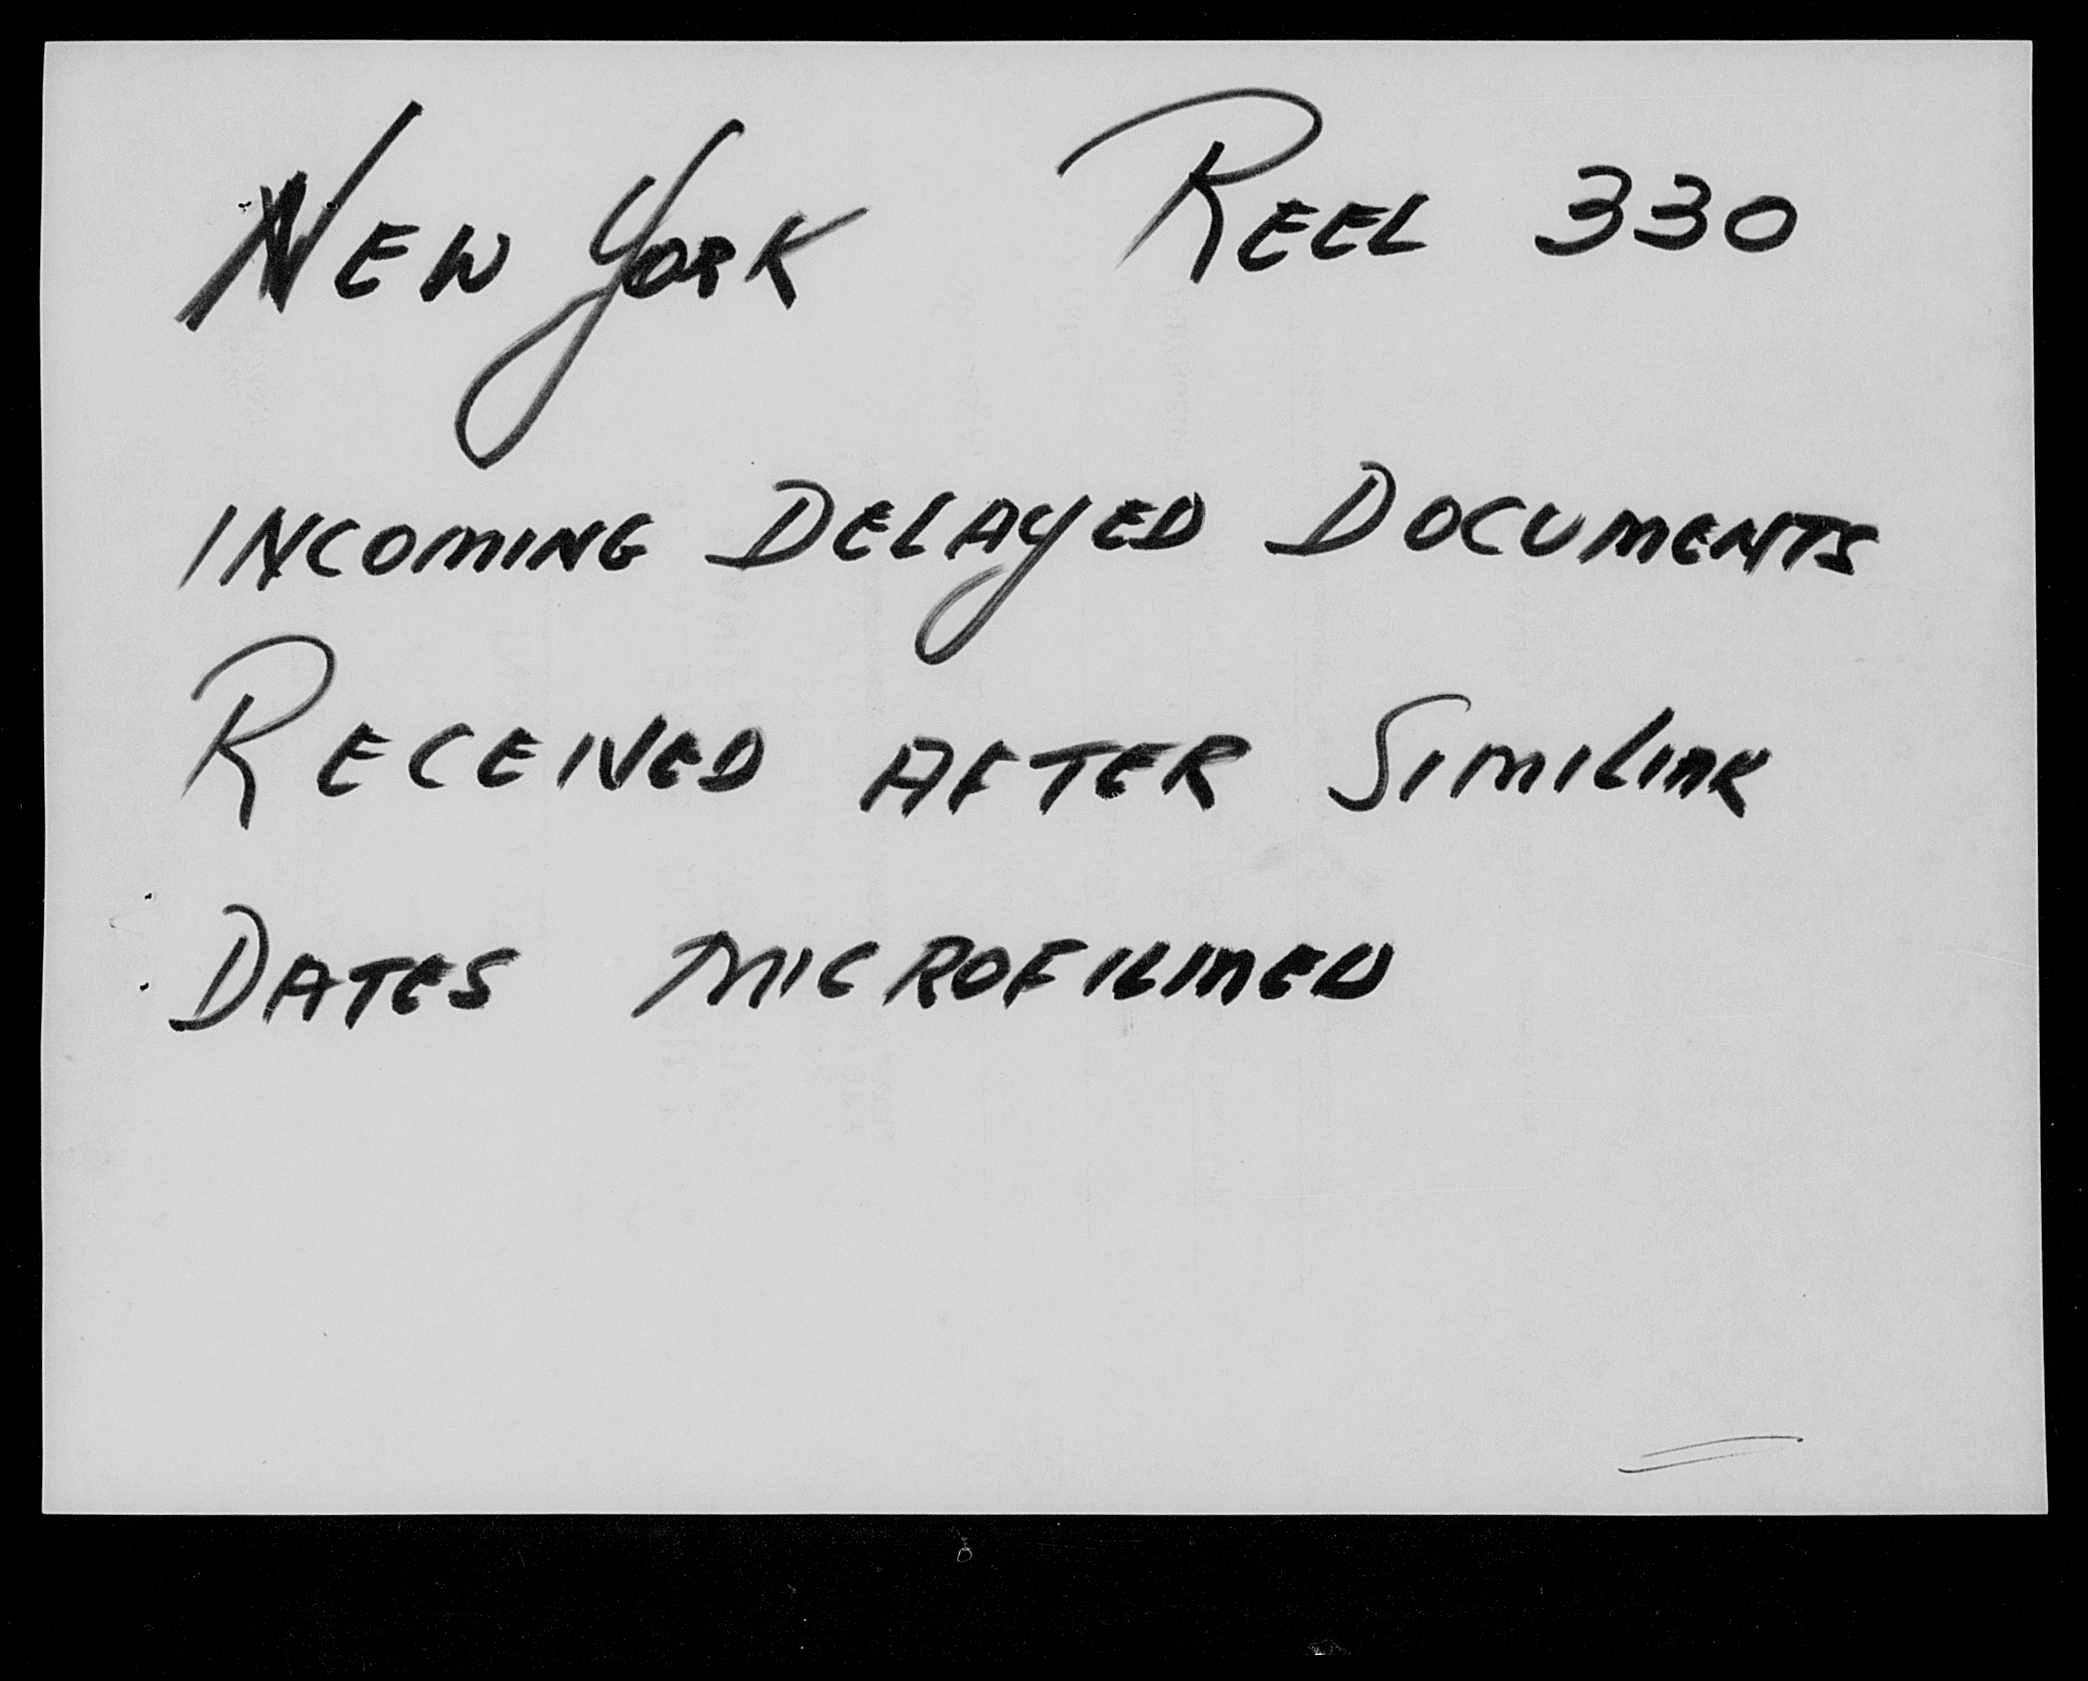 NEW YORK REEL 330
INCOMING DELAYED DOCUMENTS
RECEIVED AFTER SIMILIAR
DATES MICROFILMED